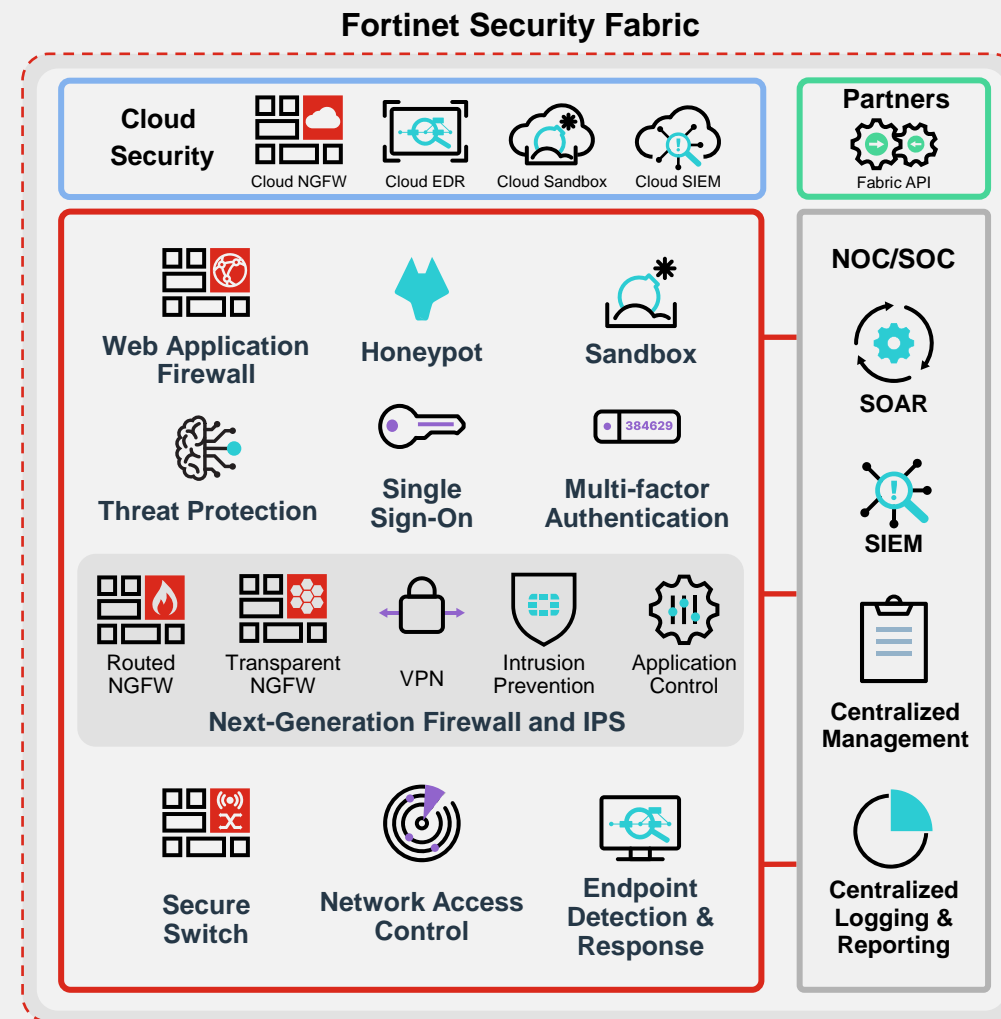 Fortinet Security Fabric
Cloud
Security
Cloud NGFW
Cloud EDR
Cloud Sandbox
Cloud SIEM
Partners
Fabric API
Web Application
Firewall
Honeypot
Sandbox
Threat Protection
Single
Sign-On
384629
Multi-factor
Authentication
Routed
NGFW
Transparent
NGFW
VPN
Intrusion
Prevention
Application
Control
Next-Generation Firewall and IPS
Secure
Switch
Network Access
Control
Endpoint
Detection &
Response
NOC/SOC
SOAR
SIEM
Centralized
Management
Centralized
Logging &
Reporting